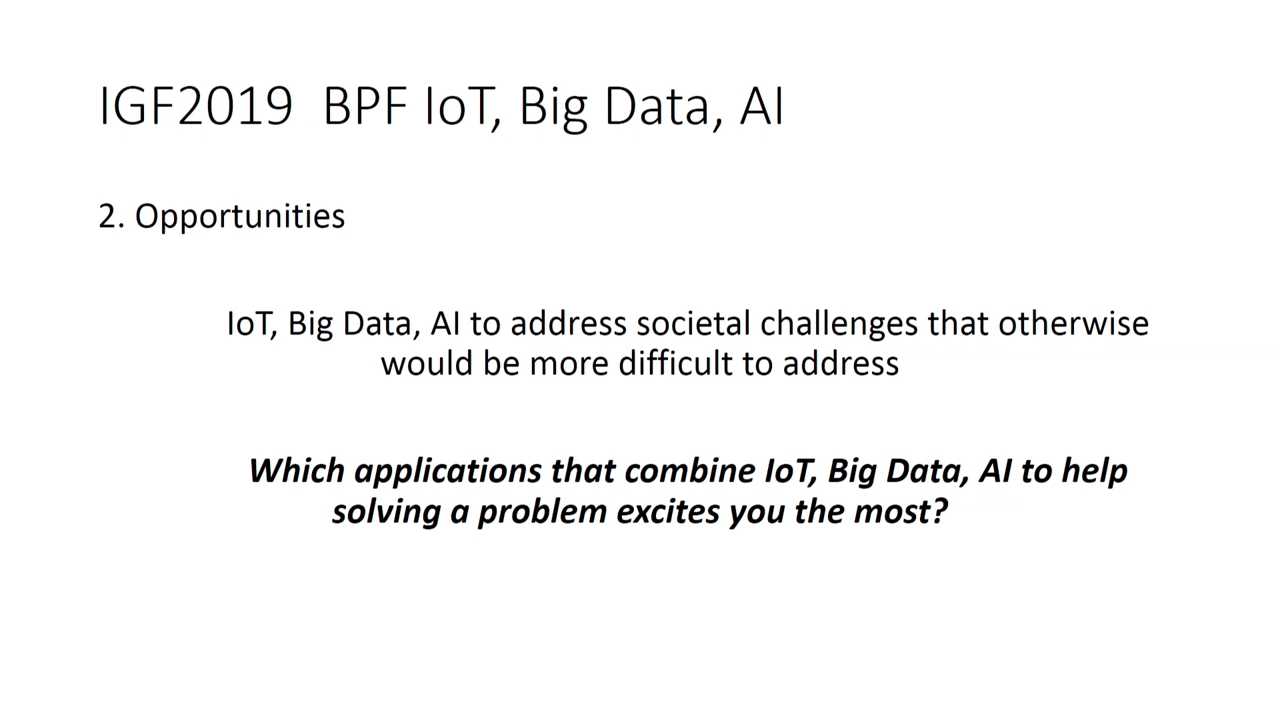 IGF2019 BPF IoT, Big Data, AI
2. Opportunities
IoT, Big Data, AI to address societal challenges that otherwise
would be more difficult to address
Which applications that combine IoT, Big Data, AI to help
solving a problem excites you the most?